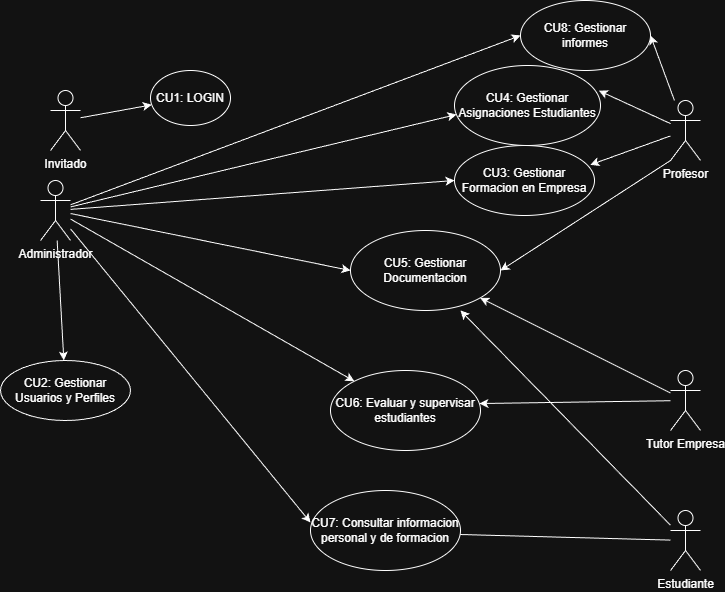 CU8: Gestionar
informes
CU1: LOGIN
CU4: Gestionar
Asignaciones Estudiantes
Invitado
Profesor
CU3: Gestionar
Formacion en Empresa
Administrador
CU5: Gestionar
Documentacion
CU2: Gestionar
Usuarios y Perfiles
CU6: Evaluar y supervisar
estudiantes
Tutor Empresa
CU7: Consultar informacion
personal y de formacion
Estudiante